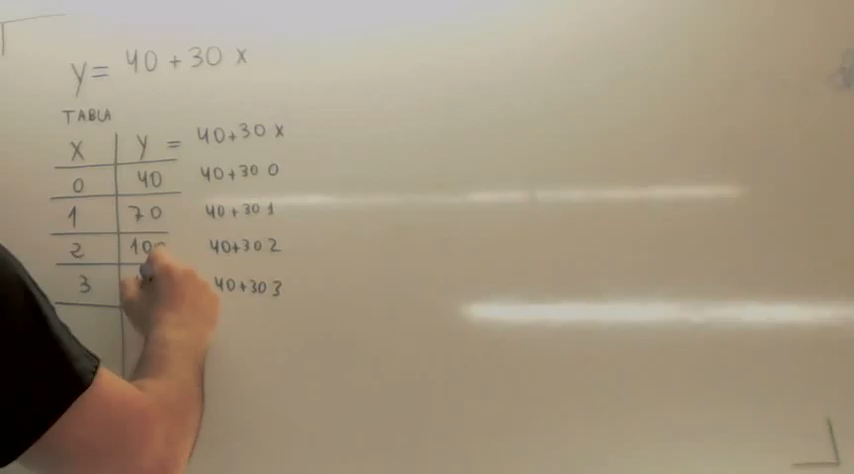 y = 40 + 30 x
TABLA
X Y = 40+30 x
0 40 40+30 0
1 70 40+30 1
2 40+30 2
3 40+30 3